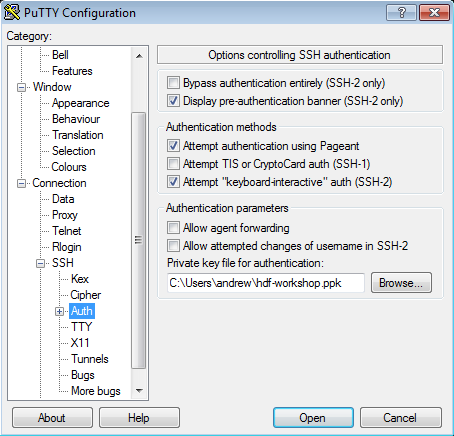 PuTTY Configuration
Category:
Bell
Features
Window
Appearance
Behaviour
Translation
Selection
Colours
Connection
Data
Proxy
Telnet
Rlogin
SSH
Kex
Cipher
Auth
TTY
X11
Tunnels
Bugs
More bugs
Options controlling SSH authentication
Bypass authentication entirely (SSH-2 only)
Display pre-authentication banner (SSH-2 only)
Authentication methods
Attempt authentication using Pageant
Attempt TIS or CryptoCard auth (SSH-1)
Attempt "keyboard-interactive" auth (SSH-2)
Authentication parameters
Allow agent forwarding
Allow attempted changes of username in SSH-2
Private key file for authentication:
C:\Users\andrew\hdf-workshop.ppk
Browse...
About
Help
Open
Cancel